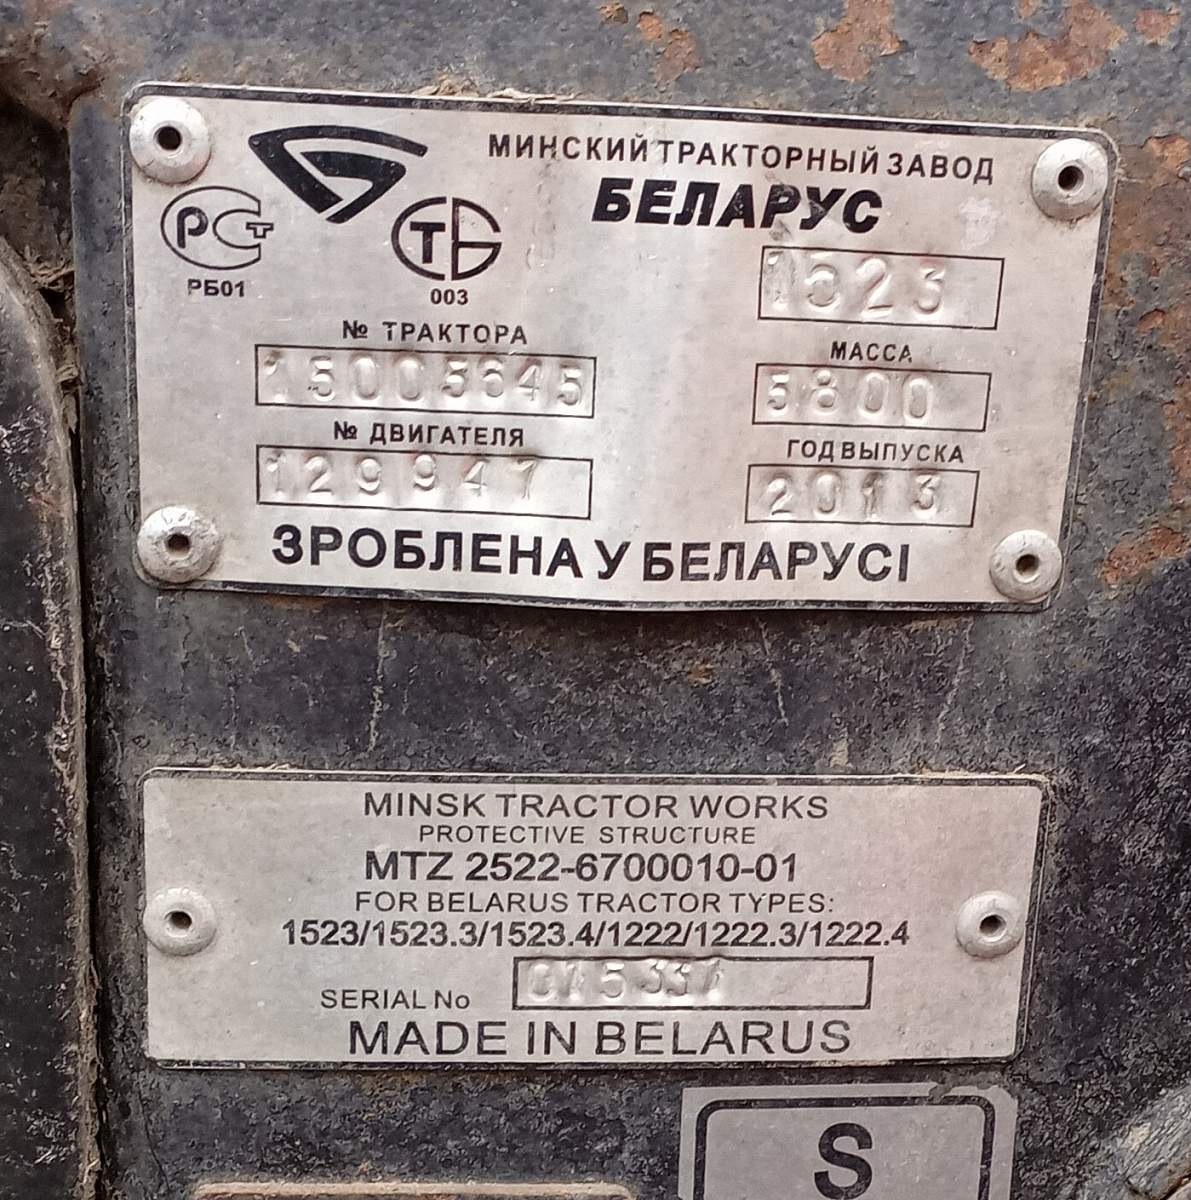 МИНСКИЙ ТРАКТОРНЫЙ ЗАВОД
БЕЛАРУС
РСТ
РБ01
СТБ
003
1523
№ ТРАКТОРА
15005645
МАССА
5800
№ ДВИГАТЕЛЯ
129947
ГОД ВЫПУСКА
2013
ЗРОБЛЕНА У БЕЛАРУСІ
MINSK TRACTOR WORKS
PROTECTIVE STRUCTURE
MTZ 2522-6700010-01
FOR BELARUS TRACTOR TYPES:
1523/1523.3/1523.4/1222/1222.3/1222.4
SERIAL No
MADE IN BELARUS
S